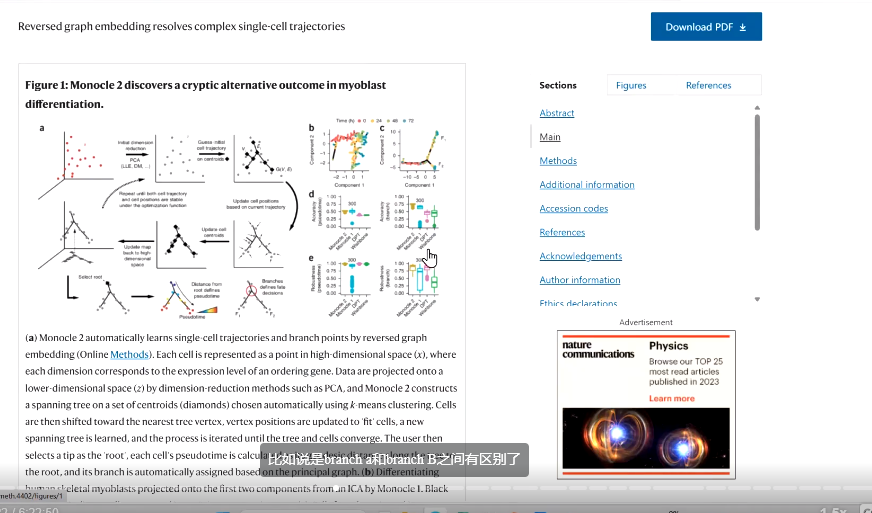 Reversed graph embedding resolves complex single-cell trajectories
Download PDF
Figure 1: Monocle 2 discovers a cryptic alternative outcome in myoblast
differentiation.
a
Initial dimension
reduction
PCA
(LLE, DM, ...)
Guess initial
cell trajectory
on centroids
G(V, E)
Repeat until both cell trajectory
and cell positions are stable
under the optimization function
Update cell positions
based on current trajectory
Update map
back to high-
dimensional
space
Update cell
centroids
Select root
Distance from
root defines
pseudotime
Pseudotime
Branches
defines fate
decisions
b
c
Time (h) 0 24 48 72
Component 2
Component 1
Component 2
Component 1
d
Accuracy
(pseudotime)
Accuracy
(branch)
e
Robustness
(pseudotime)
Robustness
(branch)
Monocle 2
Monocle 1
DPT
Wishbone
(a) Monocle 2 automatically learns single-cell trajectories and branch points by reversed graph
embedding (Online Methods). Each cell is represented as a point in high-dimensional space (x), where
each dimension corresponds to the expression level of an ordering gene. Data are projected onto a
lower-dimensional space (z) by dimension-reduction methods such as PCA, and Monocle 2 constructs
a spanning tree on a set of centroids (diamonds) chosen automatically using k-means clustering. Cells
are then shifted toward the nearest tree vertex, vertex positions are updated to 'fit' cells, a new
spanning tree is learned, and the process is iterated until the tree and cells converge. The user then
selects a tip as the 'root', each cell's pseudotime is
the root, and its branch is automatically assigned based on the principal graph. (b) Differentiating
human skeletal myoblasts projected onto the first two components from an ICA by Monocle 1. Black
比如说是branch a和branch B之间有区别了
meth.4402/figures/1
/6:22:50
1.5x
Sections
Figures
References
Abstract
Main
Methods
Additional information
Accession codes
References
Acknowledgements
Author information
Ethics declarations
Advertisement
nature
communications
Physics
Browse our TOP 25
most read articles
published in 2023
Learn more